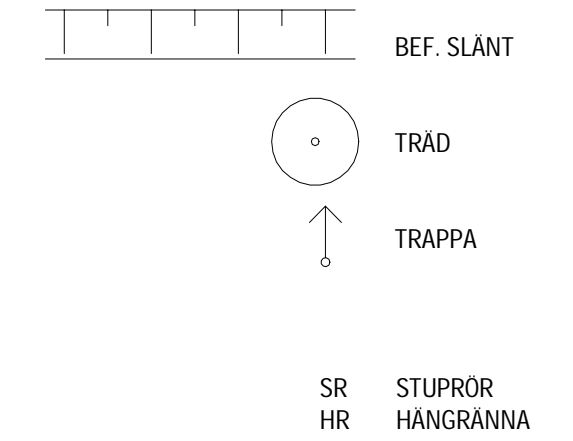 BEF. SLÄNT
TRÄD
TRAPPA
SR STUPRÖR
HR HÄNGRÄNNA